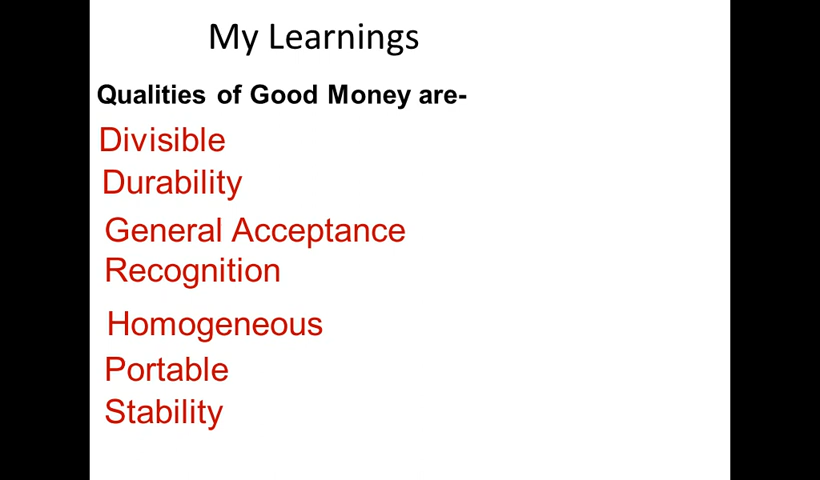 My Learnings
Qualities of Good Money are-
Divisible
Durability
General Acceptance
Recognition
Homogeneous
Portable
Stability